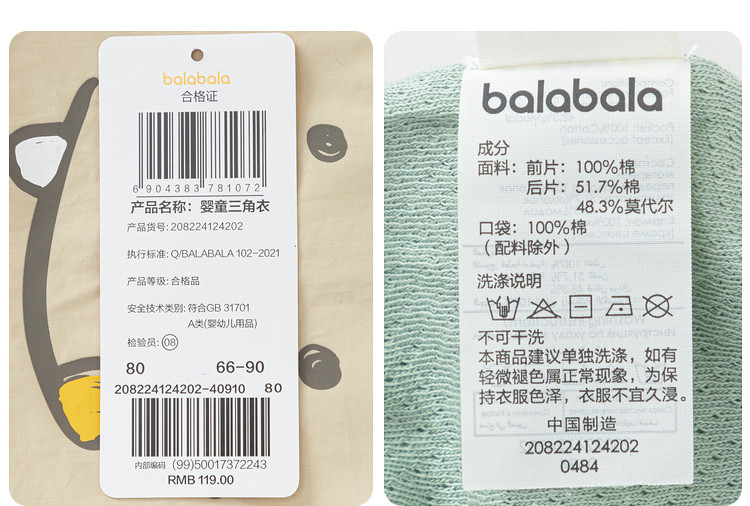 balabala
合格证
6 904383 781072
产品名称：婴童三角衣
产品货号：208224124202
执行标准：Q/BALABALA 102-2021
产品等级：合格品
安全技术类别：符合GB 31701
A类(婴幼儿用品)
检验员：08
80 66-90
208224124202-40910 80
内部编码 (99)50017372243
RMB 119.00
balabala
成分
面料：前片：100%棉
后片：51.7%棉
48.3%莫代尔
口袋：100%棉
（配料除外）
洗涤说明
不可干洗
本商品建议单独洗涤，如有
轻微褪色属正常现象，为保
持衣服色泽，衣服不宜久浸。
中国制造
208224124202
0484